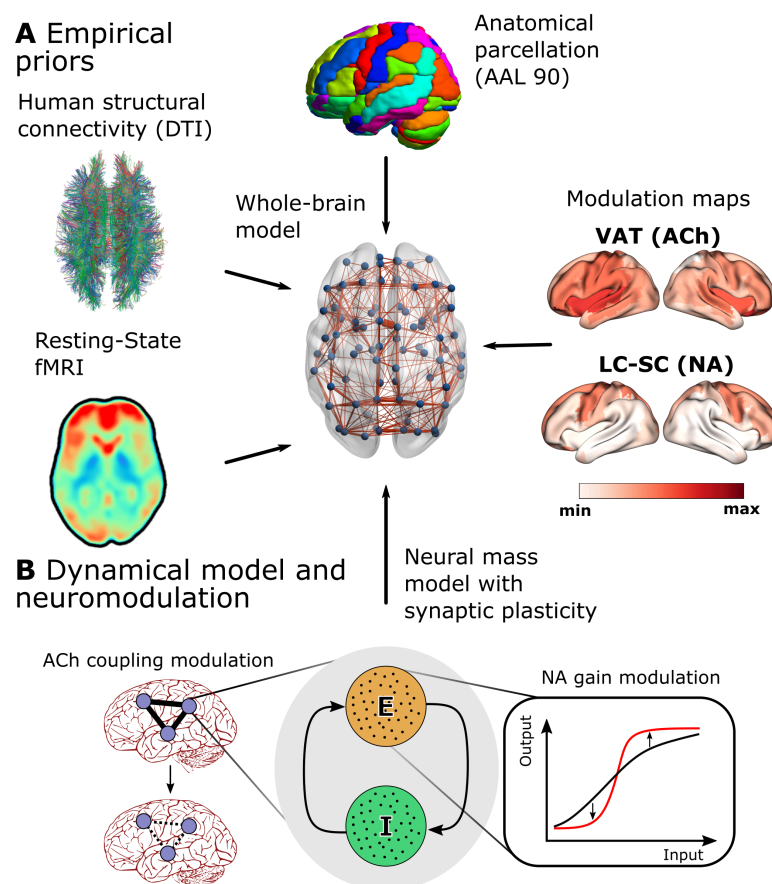 A Empirical
priors
Human structural
connectivity (DTI)
Anatomical
parcellation
(AAL 90)
Whole-brain
model
Modulation maps
VAT (ACh)
Resting-State
fMRI
LC-SC (NA)
min
max
B Dynamical model and
neuromodulation
Neural mass
model with
synaptic plasticity
ACh coupling modulation
E
I
NA gain modulation
Output
Input